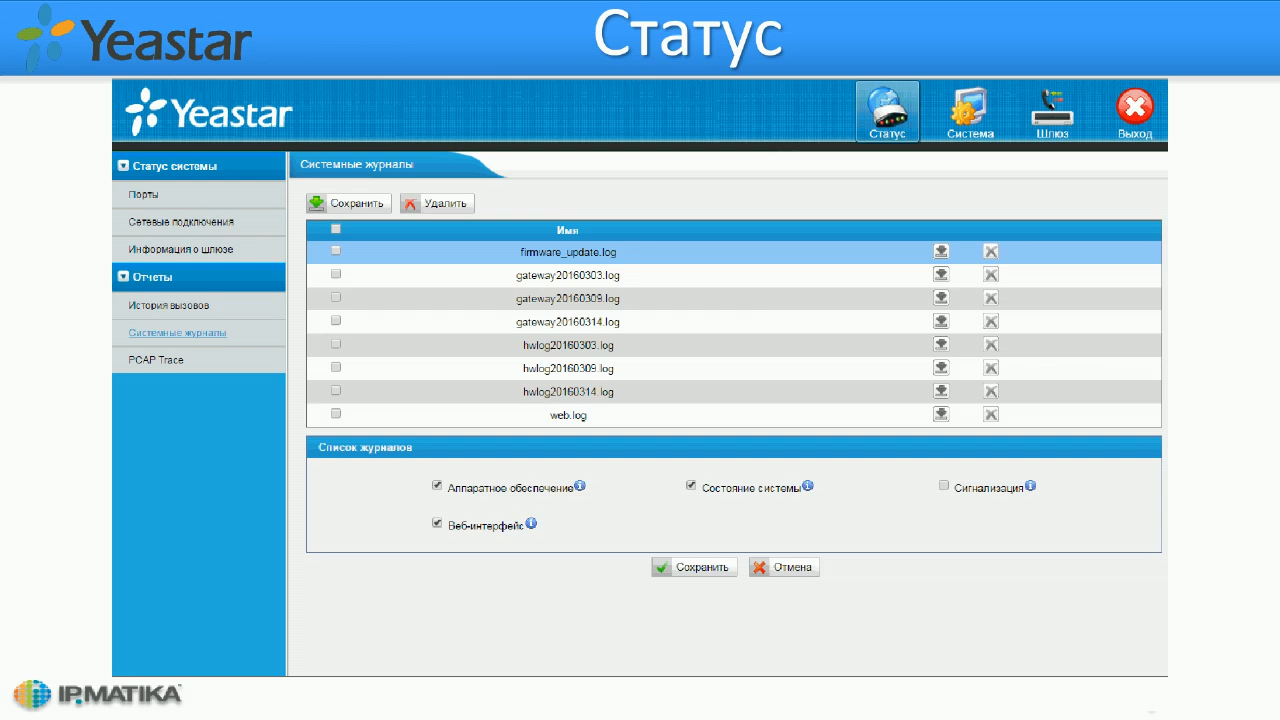 Yeastar
Статус
Yeastar
Статус
Система
Шлюз
Выход
Статус системы
Порты
Сетевые подключения
Информация о шлюзе
Отчеты
История вызовов
Системные журналы
PCAP Trace
Системные журналы
Сохранить
Удалить
Имя
firmware_update.log
gateway20160303.log
gateway20160309.log
gateway20160314.log
hwlog20160303.log
hwlog20160309.log
hwlog20160314.log
web.log
Список журналов
Аппаратное обеспечение
Состояние системы
Сигнализация
Веб-интерфейс
Сохранить
Отмена
IPMATIKA